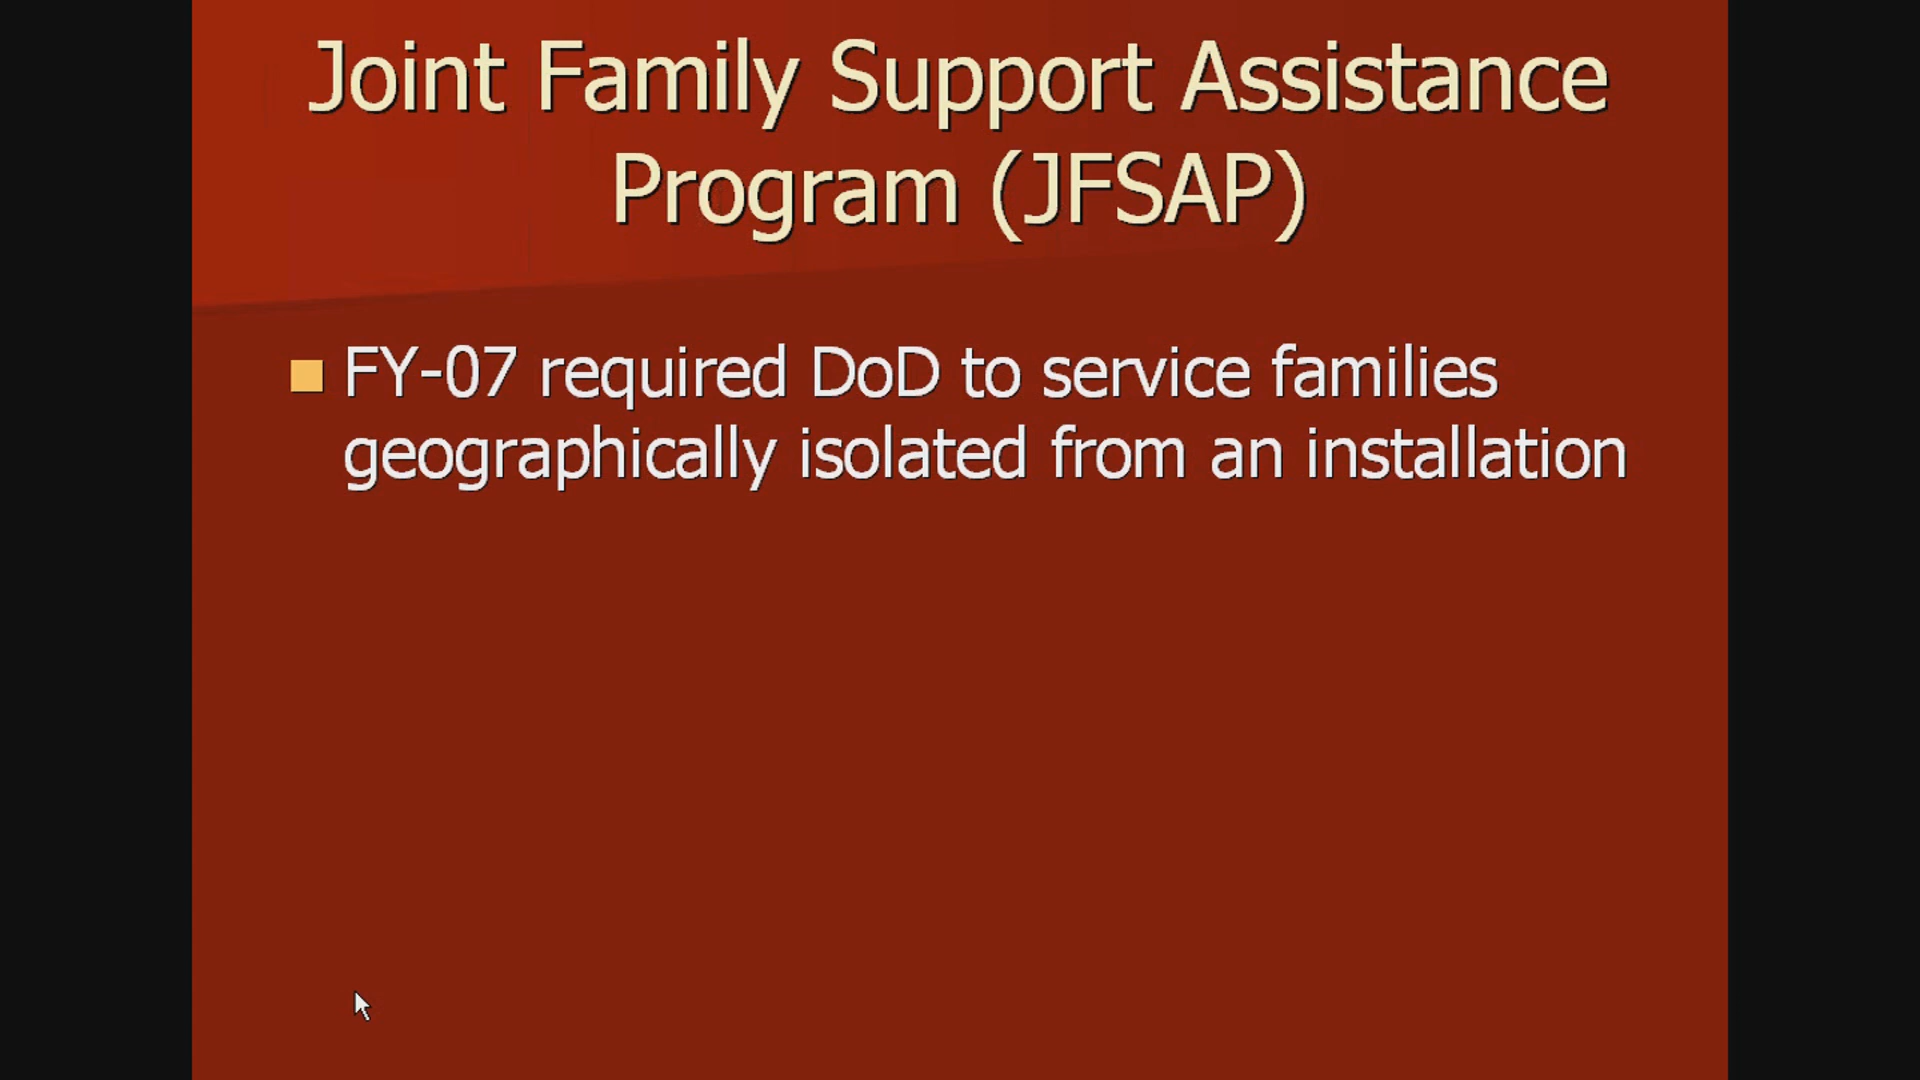 Joint Family Support Assistance
Program (JFSAP)
FY-07 required DoD to service families
geographically isolated from an installation